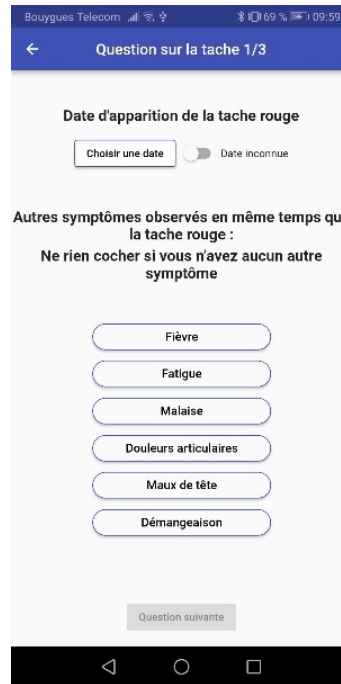 Bouygues Telecom 69 % 09:59
Question sur la tache 1/3
Date d'apparition de la tache rouge
Choisir une date Date inconnue
Autres symptômes observés en même temps qu
la tache rouge :
Ne rien cocher si vous n'avez aucun autre
symptôme
Fièvre
Fatigue
Malaise
Douleurs articulaires
Maux de tête
Démangeaison
Question suivante